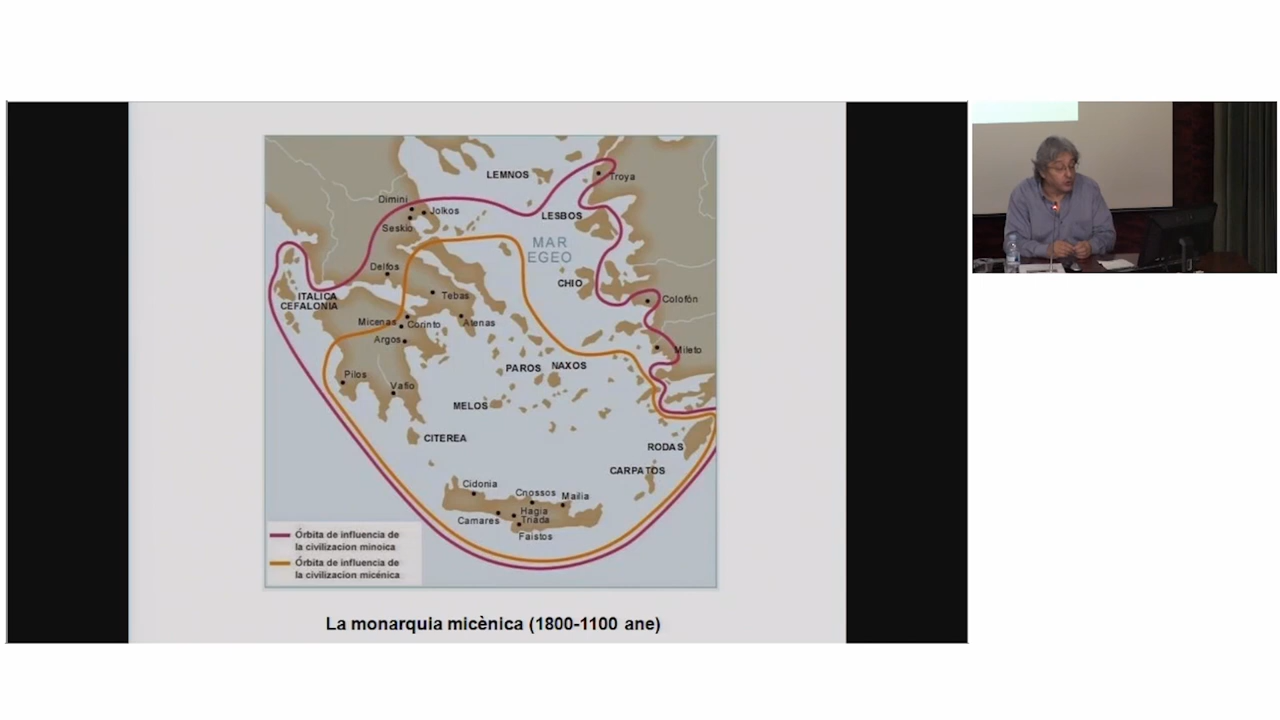 LEMNOS
Troya
Dimini
Jolkos
LESBOS
Seskio
MAR
EGEO
Delfos
CHIO
ITALICA
CEFALONIA
Tebas
Colofón
Micenas
Corinto
Atenas
Argos
Mileto
PAROS
NAXOS
Pilos
Vafio
MELOS
CITEREA
RODAS
CARPATOS
Cidonia
Cnossos
Mailia
Hagia
Triada
Camares
Faistos
Órbita de influencia de
la civilizacion minoica
Órbita de influencia de
la civilizacion micénica
La monarquia micènica (1800-1100 ane)